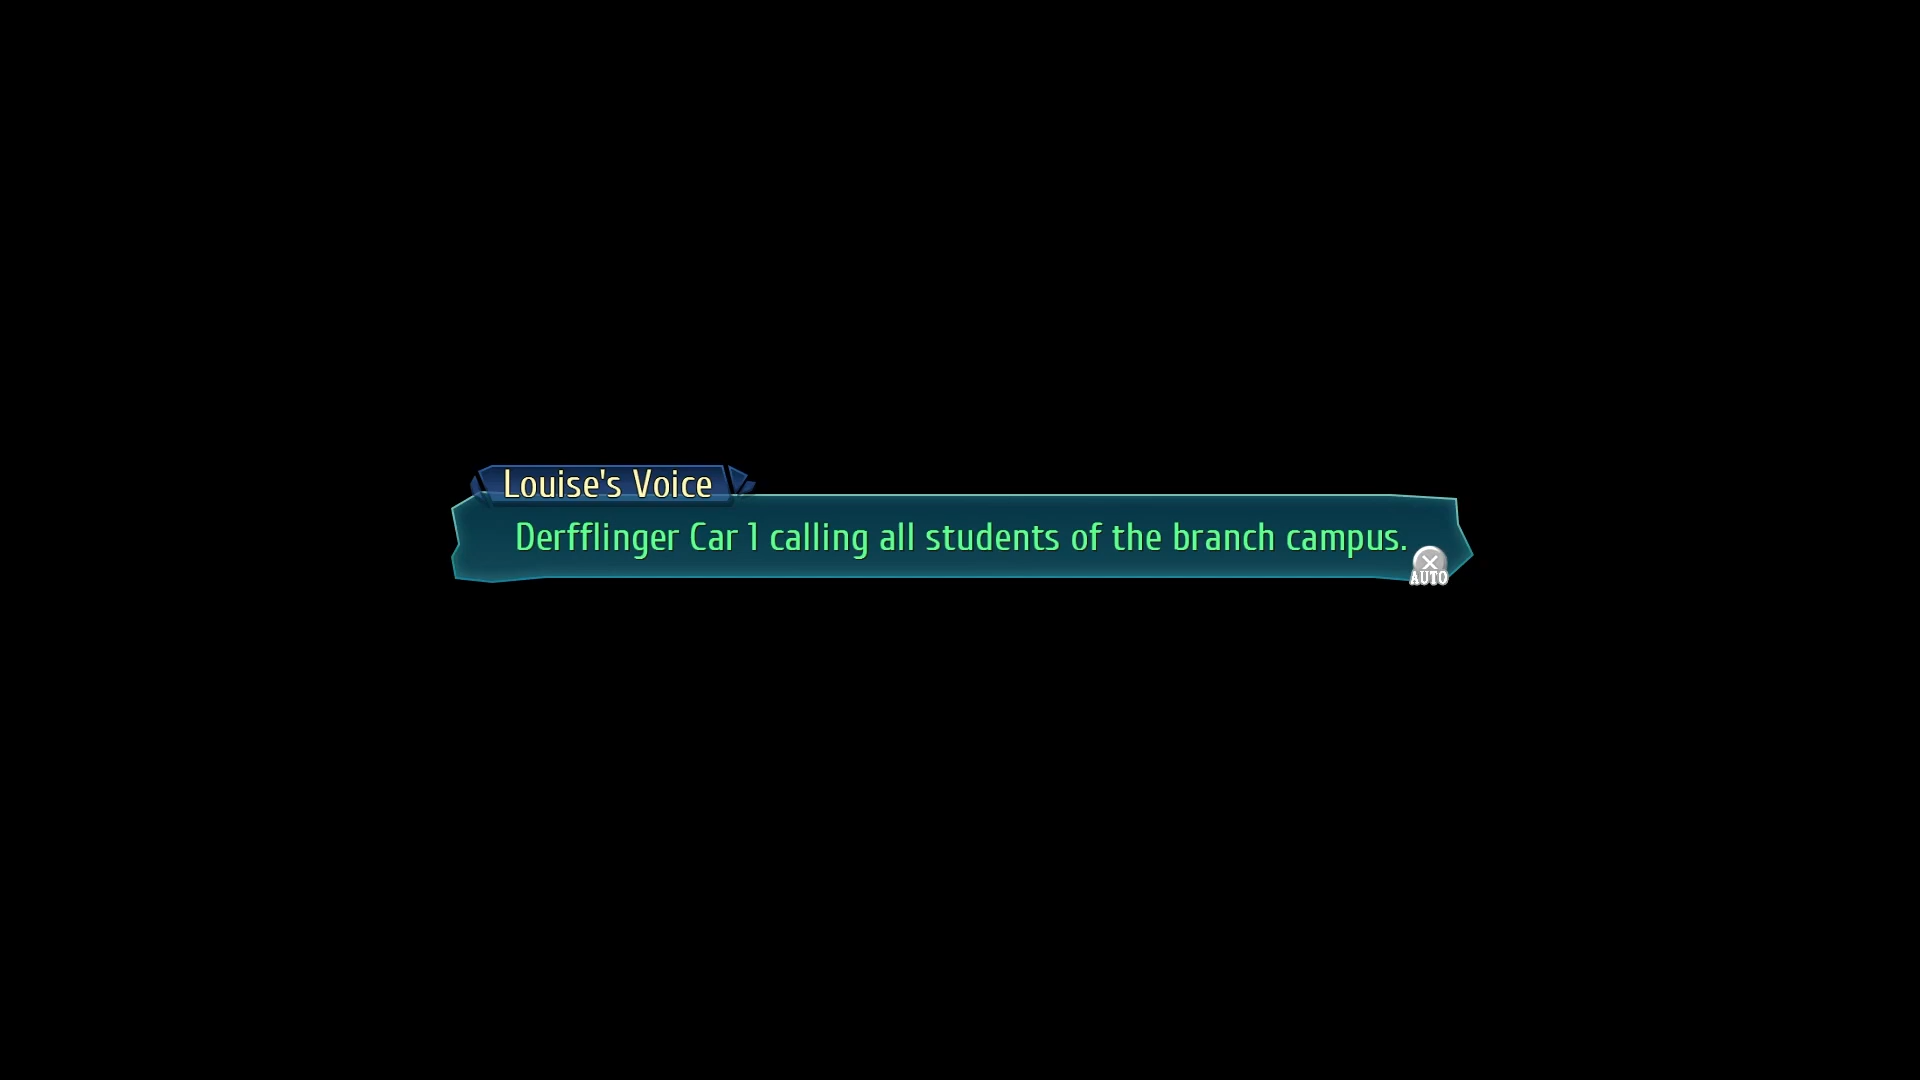 Louise's Voice
Derfflinger Car 1 calling all students of the branch campus.
AUTO